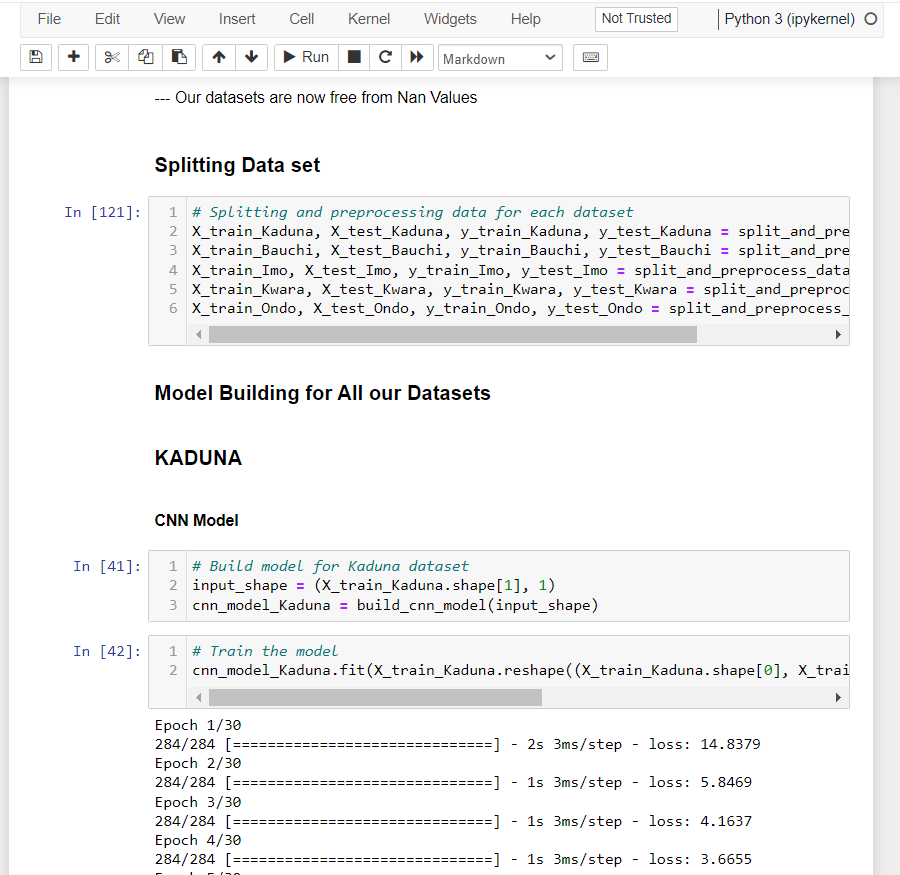 File Edit View Insert Cell Kernel Widgets Help Not Trusted Python 3 (ipykernel)
Run Markdown
--- Our datasets are now free from Nan Values
Splitting Data set
In [121]:
1 # Splitting and preprocessing data for each dataset
2 X_train_Kaduna, X_test_Kaduna, y_train_Kaduna, y_test_Kaduna = split_and_pre
3 X_train_Bauchi, X_test_Bauchi, y_train_Bauchi, y_test_Bauchi = split_and_pre
4 X_train_Imo, X_test_Imo, y_train_Imo, y_test_Imo = split_and_preprocess_data
5 X_train_Kwara, X_test_Kwara, y_train_Kwara, y_test_Kwara = split_and_preproc
6 X_train_Ondo, X_test_Ondo, y_train_Ondo, y_test_Ondo = split_and_preprocess_
Model Building for All our Datasets
KADUNA
CNN Model
In [41]:
1 # Build model for Kaduna dataset
2 input_shape = (X_train_Kaduna.shape[1], 1)
3 cnn_model_Kaduna = build_cnn_model(input_shape)
In [42]:
1 # Train the model
2 cnn_model_Kaduna.fit(X_train_Kaduna.reshape((X_train_Kaduna.shape[0], X_trai
Epoch 1/30
284/284 [==============================] - 2s 3ms/step - loss: 14.8379
Epoch 2/30
284/284 [==============================] - 1s 3ms/step - loss: 5.8469
Epoch 3/30
284/284 [==============================] - 1s 3ms/step - loss: 4.1637
Epoch 4/30
284/284 [==============================] - 1s 3ms/step - loss: 3.6655